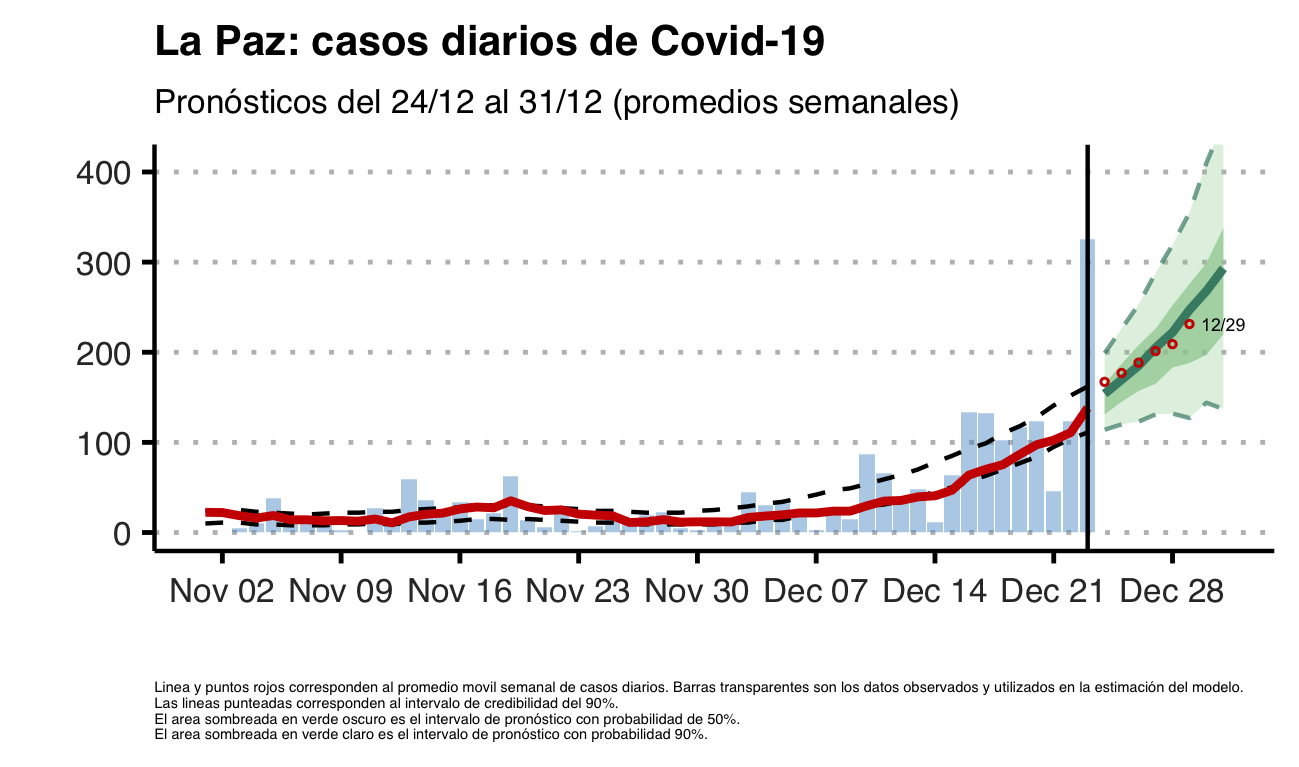 La Paz: casos diarios de Covid-19
Pronósticos del 24/12 al 31/12 (promedios semanales)
400
300
200
100
0
12/29
Nov 02 Nov 09 Nov 16 Nov 23 Nov 30 Dec 07 Dec 14 Dec 21 Dec 28
Linea y puntos rojos corresponden al promedio movil semanal de casos diarios. Barras transparentes son los datos observados y utilizados en la estimación del modelo.
Las lineas punteadas corresponden al intervalo de credibilidad del 90%.
El area sombreada en verde oscuro es el intervalo de pronóstico con probabilidad de 50%.
El area sombreada en verde claro es el intervalo de pronóstico con probabilidad 90%.